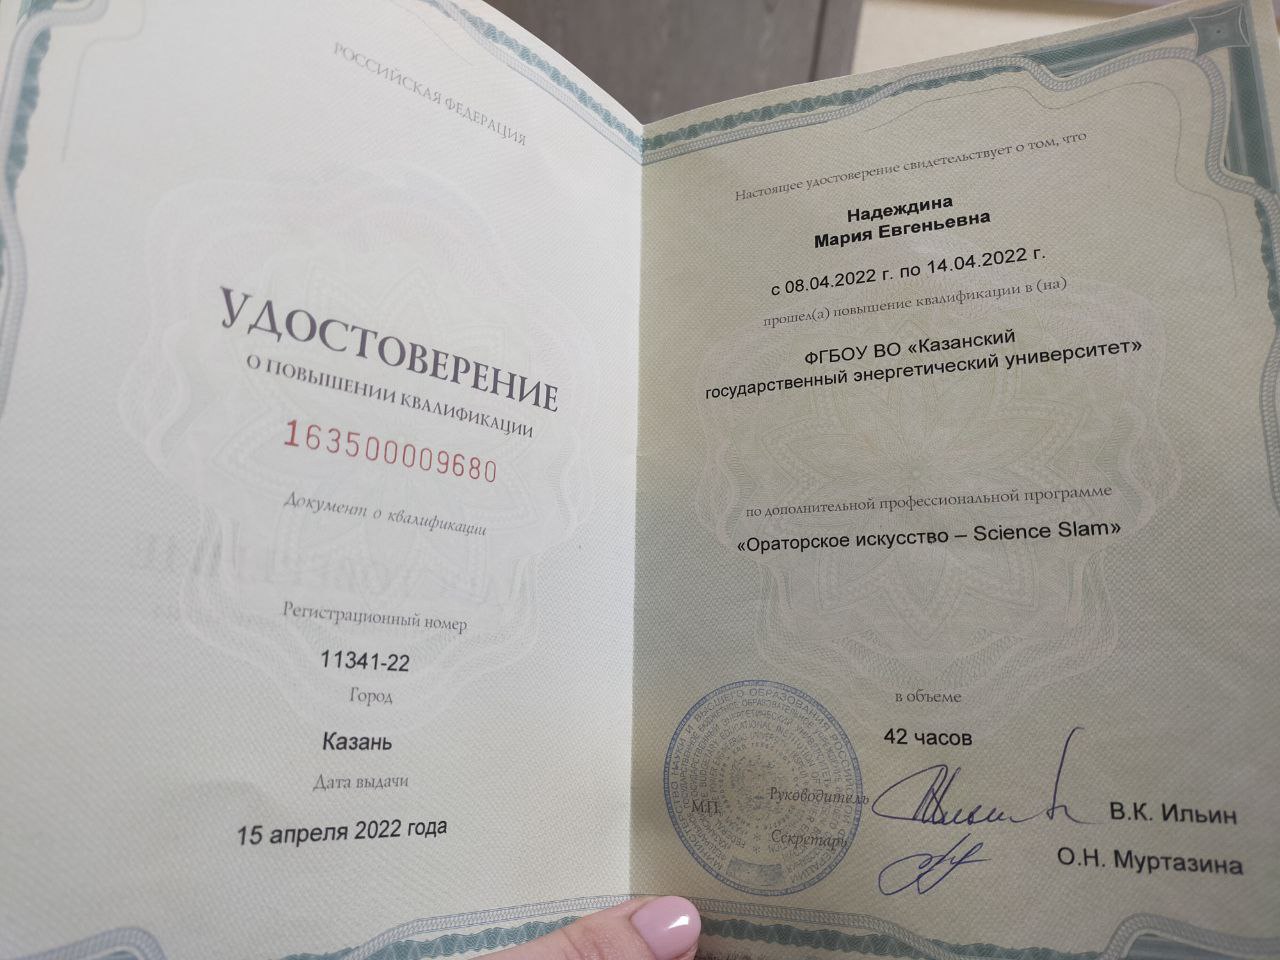 РОССИЙСКАЯ ФЕДЕРАЦИЯ
УДОСТОВЕРЕНИЕ
О ПОВЫШЕНИИ КВАЛИФИКАЦИИ
163500009680
Документ о квалификации
Регистрационный номер
11341-22
Город
Казань
Дата выдачи
15 апреля 2022 года
Настоящее удостоверение свидетельствует о том, что
Надеждина
Мария Евгеньевна
с 08.04.2022 г. по 14.04.2022 г.
прошел(а) повышение квалификации в (на)
ФГБОУ ВО «Казанский
государственный энергетический университет»
по дополнительной профессиональной программе
«Ораторское искусство – Science Slam»
в объеме
42 часов
М.П.
Руководитель
В.К. Ильин
Секретарь
О.Н. Муртазина